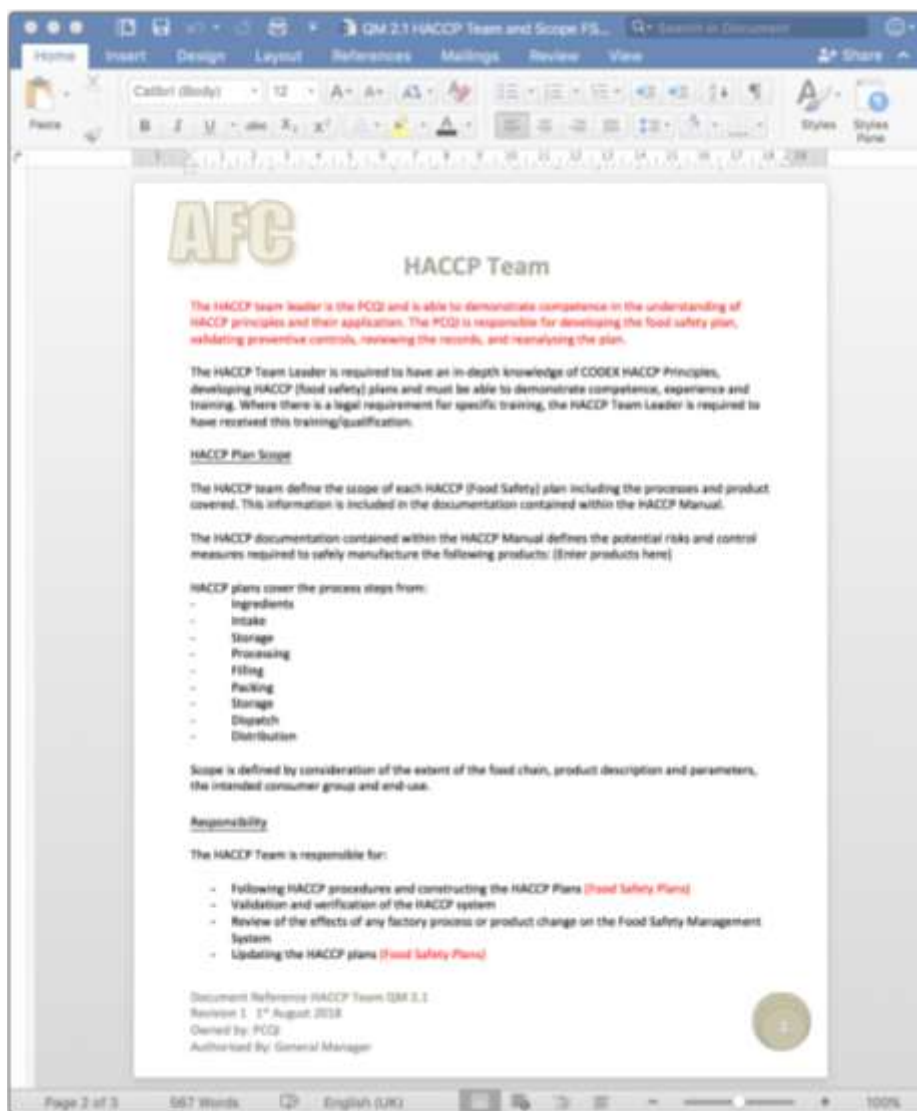 QM 2.1 HACCP Team and Scope FS...
Search in Document
Home Insert Design Layout References Mailings Review View Share
Paste
Calibri (Body) 12
Styles
Styles Pane
AFC
HACCP Team
The HACCP team leader is the PCQI and is able to demonstrate competence in the understanding of
HACCP principles and their application. The PCQI is responsible for developing the food safety plan,
validating preventive controls, reviewing the records, and reanalysing the plan.
The HACCP Team Leader is required to have an in-depth knowledge of CODEX HACCP Principles,
developing HACCP (food safety) plans and must be able to demonstrate competence, experience and
training. Where there is a legal requirement for specific training, the HACCP Team Leader is required to
have received this training/qualification.
HACCP Plan Scope
The HACCP team define the scope of each HACCP (Food Safety) plan including the processes and product
covered. This information is included in the documentation contained within the HACCP Manual.
The HACCP documentation contained within the HACCP Manual defines the potential risks and control
measures required to safely manufacture the following products: (Enter products here)
HACCP plans cover the process steps from:
- Ingredients
- Intake
- Storage
- Processing
- Filling
- Packing
- Storage
- Dispatch
- Distribution
Scope is defined by consideration of the extent of the food chain, product description and parameters,
the intended consumer group and end-use.
Responsibility
The HACCP Team is responsible for:
- Following HACCP procedures and constructing the HACCP Plans (Food Safety Plans)
- Validation and verification of the HACCP system
- Review of the effects of any factory process or product change on the Food Safety Management
System
- Updating the HACCP plans (Food Safety Plans)
Document Reference HACCP Team QM 2.1
Revision 1 1st August 2018
Owned by: PCQI
Authorised By: General Manager
Page 2 of 3 567 Words English (UK) 100%